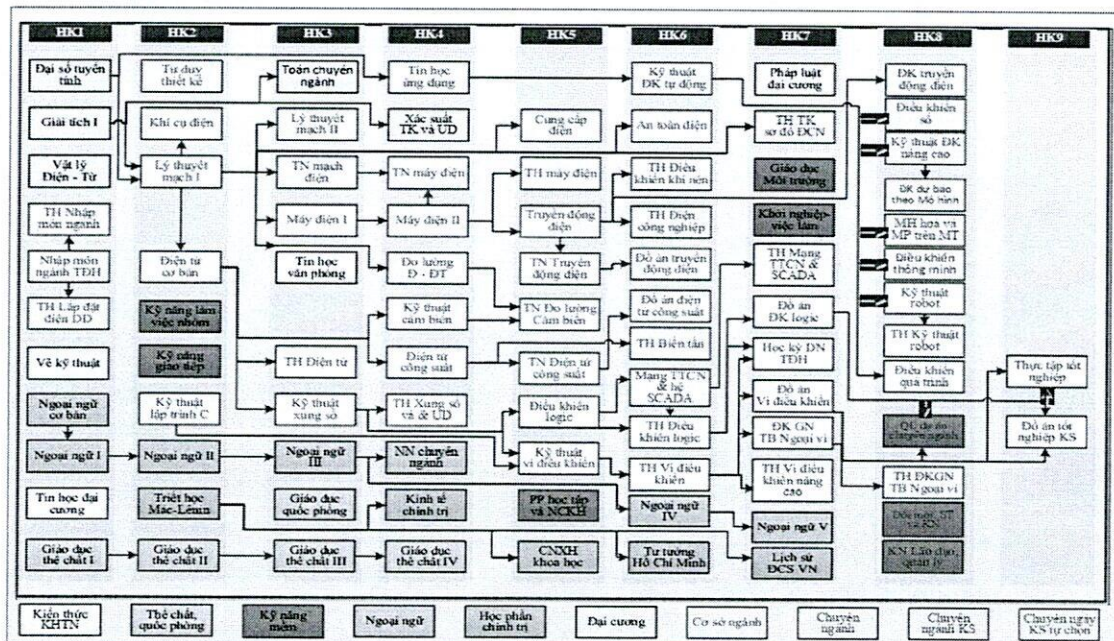 HK1
HK2
HK3
HK4
HK5
HK6
HK7
HK8
HK9
Đại số tuyến
tính
Giải tích I
Vật lý
Điện - Từ
TH Nhập
môn ngành
Nhập môn
ngành TĐH
TH Lắp đặt
điện DD
Vẽ kỹ thuật
Ngoại ngữ
cơ bản
Ngoại ngữ I
Tin học đại
cương
Giáo dục
thể chất I
Tư duy
thiết kế
Khí cụ điện
Lý thuyết
mạch I
Điện tử
cơ bản
Kỹ năng làm
việc nhóm
Kỹ năng
giao tiếp
Kỹ thuật
lập trình C
Ngoại ngữ II
Triết học
Mác-Lênin
Giáo dục
thể chất II
Toán chuyên
ngành
Lý thuyết
mạch II
TN mạch
điện
Máy điện I
Tin học
văn phòng
TH Điện tử
Kỹ thuật
xung số
Ngoại ngữ
III
Giáo dục
quốc phòng
Giáo dục
thể chất III
Tin học
ứng dụng
Xác suất
TK và UD
TN máy điện
Máy điện II
Đo lường
Đ - ĐT
Kỹ thuật
cảm biến
Điện tử
công suất
TH Xung số
và & UD
NN chuyên
ngành
Kinh tế
chính trị
Giáo dục
thể chất IV
Cung cấp
điện
TH máy điện
Truyền động
điện
TN Truyền
động điện
TN Đo lường
Cảm biến
TN Điện tử
công suất
Điều khiển
logic
Kỹ thuật
vi điều khiển
PP học tập
và NCKH
CNXH
khoa học
Kỹ thuật
ĐK tự động
An toàn điện
TH Điều
khiển khí nén
TH Điện
công nghiệp
Đồ án truyền
động điện
Đồ án điện
tử công suất
TH Biến tần
Mạng TTCN
& hệ
SCADA
TH Điều
khiển logic
TH Vi điều
khiển
Ngoại ngữ
IV
Tư tưởng
Hồ Chí Minh
Pháp luật
đại cương
TH TK
sơ đồ ĐCN
Giáo dục
Môi trường
Khởi nghiệp-
việc làm
TH Mạng
TTCN &
SCADA
Đồ án
ĐK logic
Học kỳ DN
TĐH
Đồ án
Vi điều khiển
ĐK GN
TB Ngoại vi
TH Vi điều
khiển nâng cao
Ngoại ngữ V
Lịch sử
ĐCS VN
ĐK truyền
động điện
Điều khiển
số
Kỹ thuật ĐK
nâng cao
ĐK dự báo
theo Mô hình
MH hóa và
MP trên MT
Điều khiển
thông minh
Kỹ thuật
robot
TH Kỹ thuật
robot
Điều khiển
quá trình
QL dự án
chuyên ngành
TH ĐKGN
TB Ngoại vi
Đổi mới, ST
và KN
KN Lãnh đạo,
quản lý
Thực tập tốt
nghiệp
Đồ án tốt
nghiệp KS
Kiến thức
KHTN
Thể chất,
quốc phòng
Kỹ năng
mềm
Ngoại ngữ
Học phần
chính trị
Đại cương
Cơ sở ngành
Chuyên
ngành
Chuyên
ngành KS
Chuyên ngày
KS tự chọn